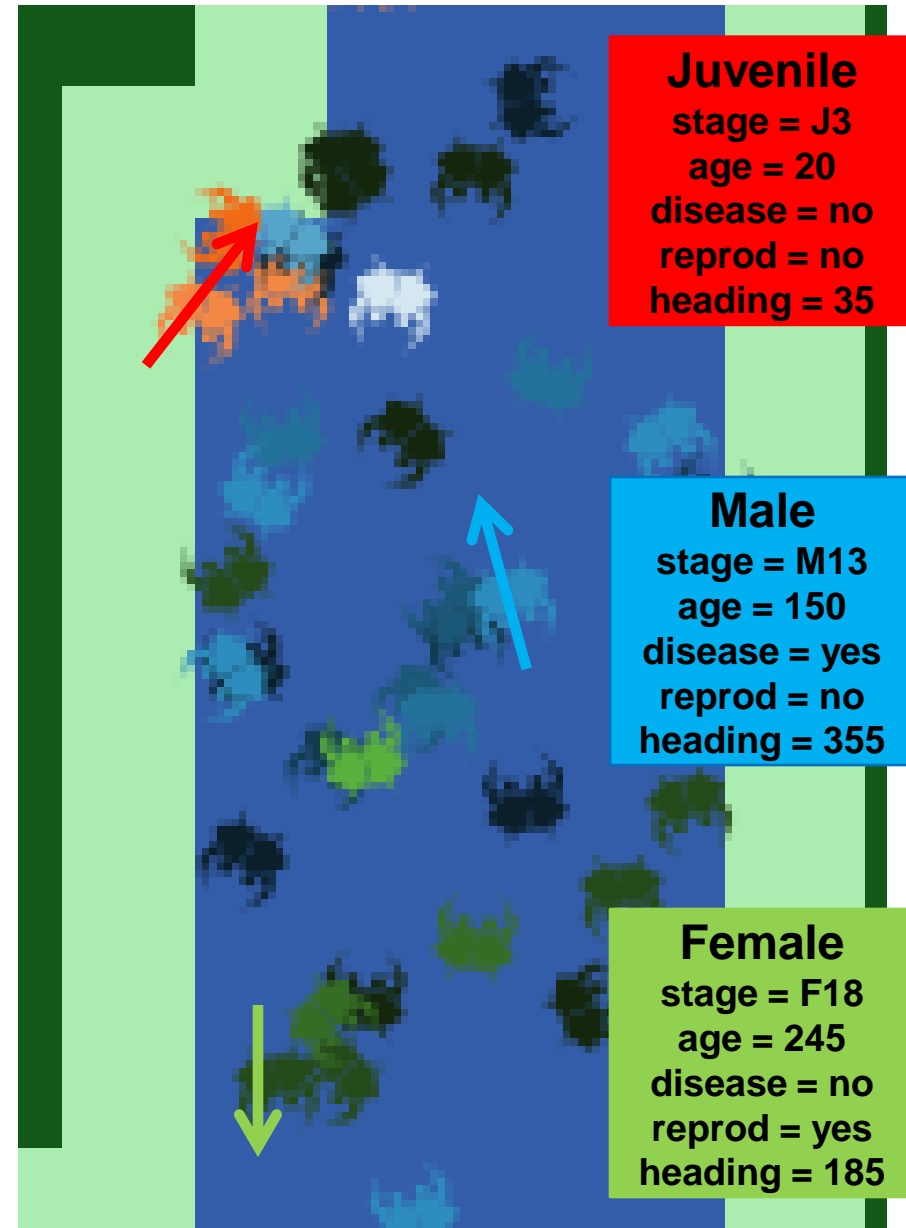 Juvenile
stage = J3
age = 20
disease = no
reprod = no
heading = 35
Male
stage = M13
age = 150
disease = yes
reprod = no
heading = 355
Female
stage = F18
age = 245
disease = no
reprod = yes
heading = 185